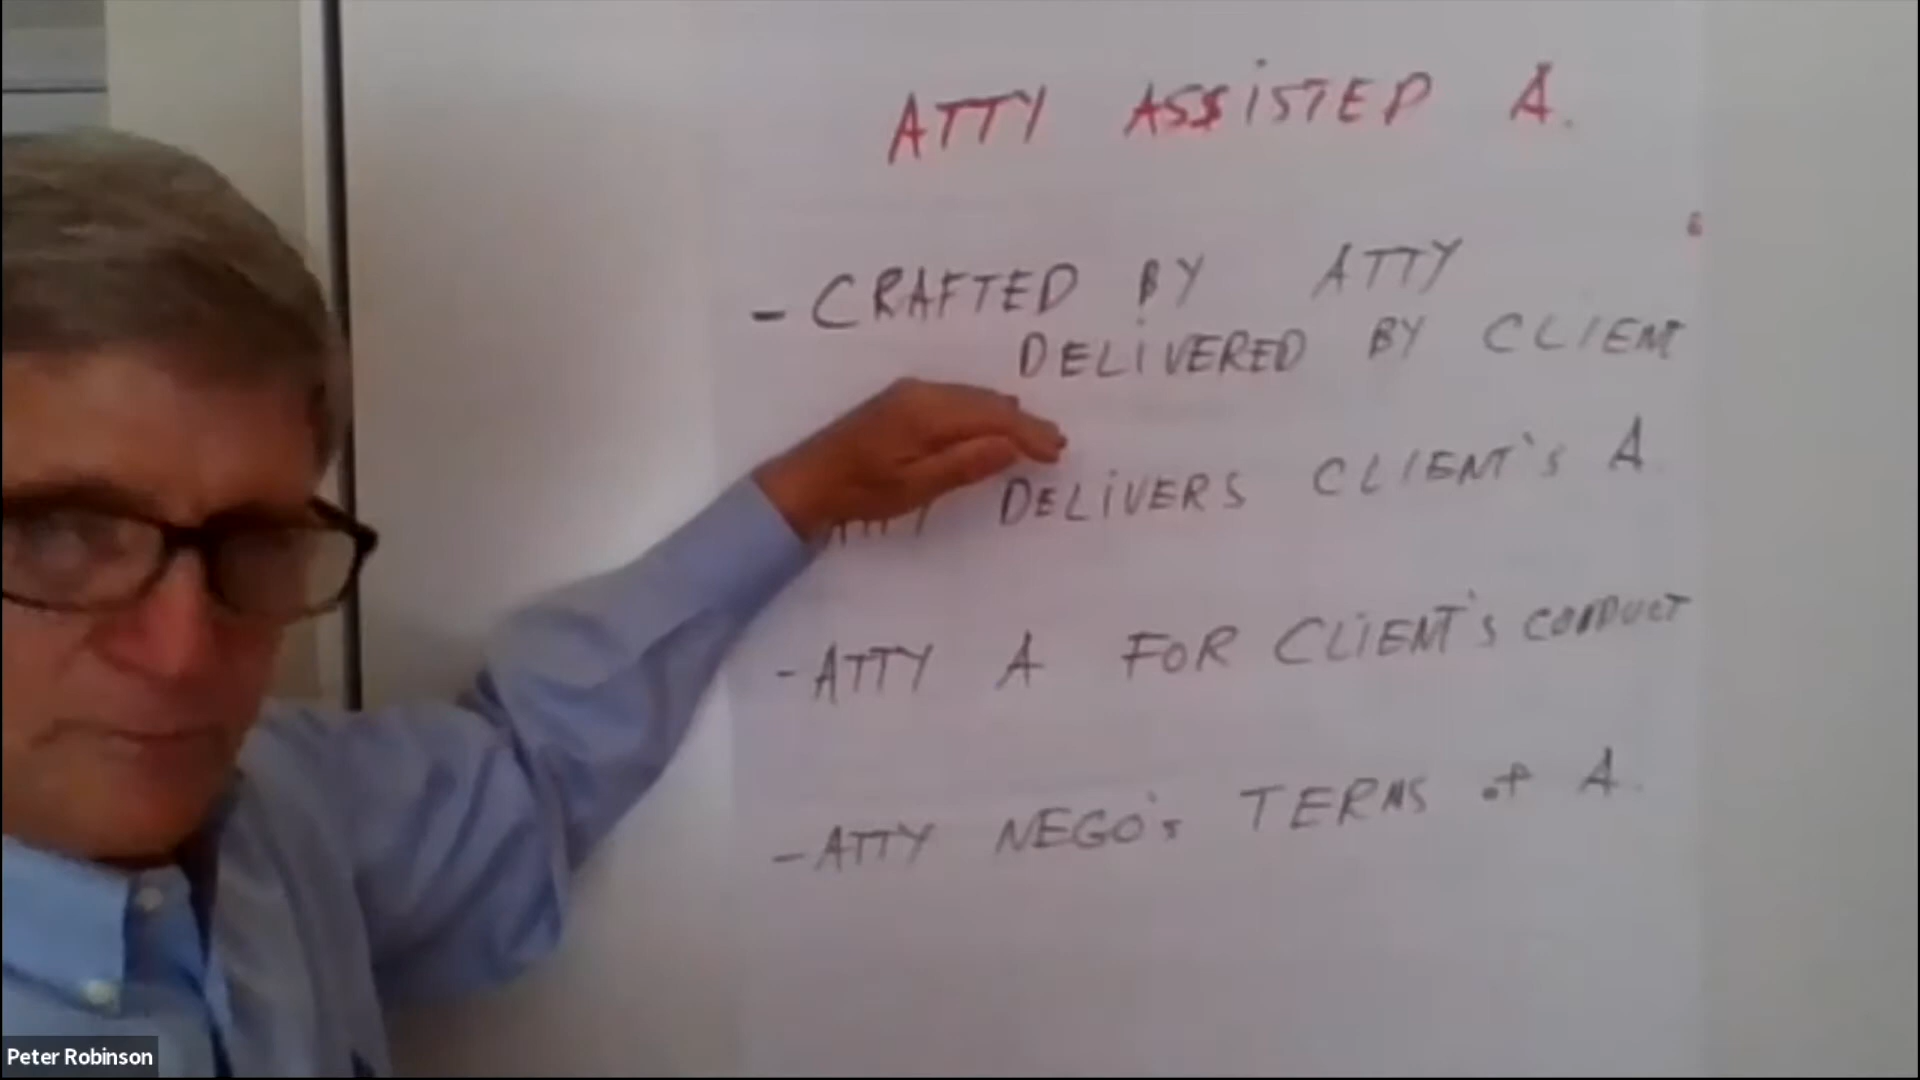 ATTY ASSISTED A.
- CRAFTED BY ATTY
DELIVERED BY CLIENT
DELIVERS CLIENT'S A
- ATTY A FOR CLIENT'S CONDUCT
- ATTY NEGO'S TERMS of A.
Peter Robinson